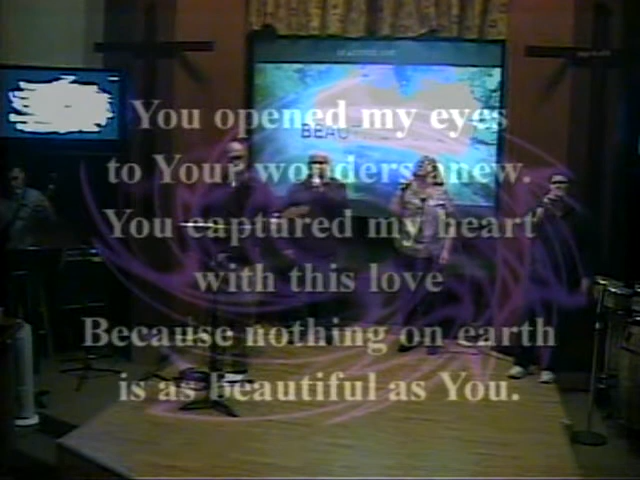 You opened my eyes
to Your wonders anew.
You captured my heart
with this love
Because nothing on earth
is as beautiful as You.